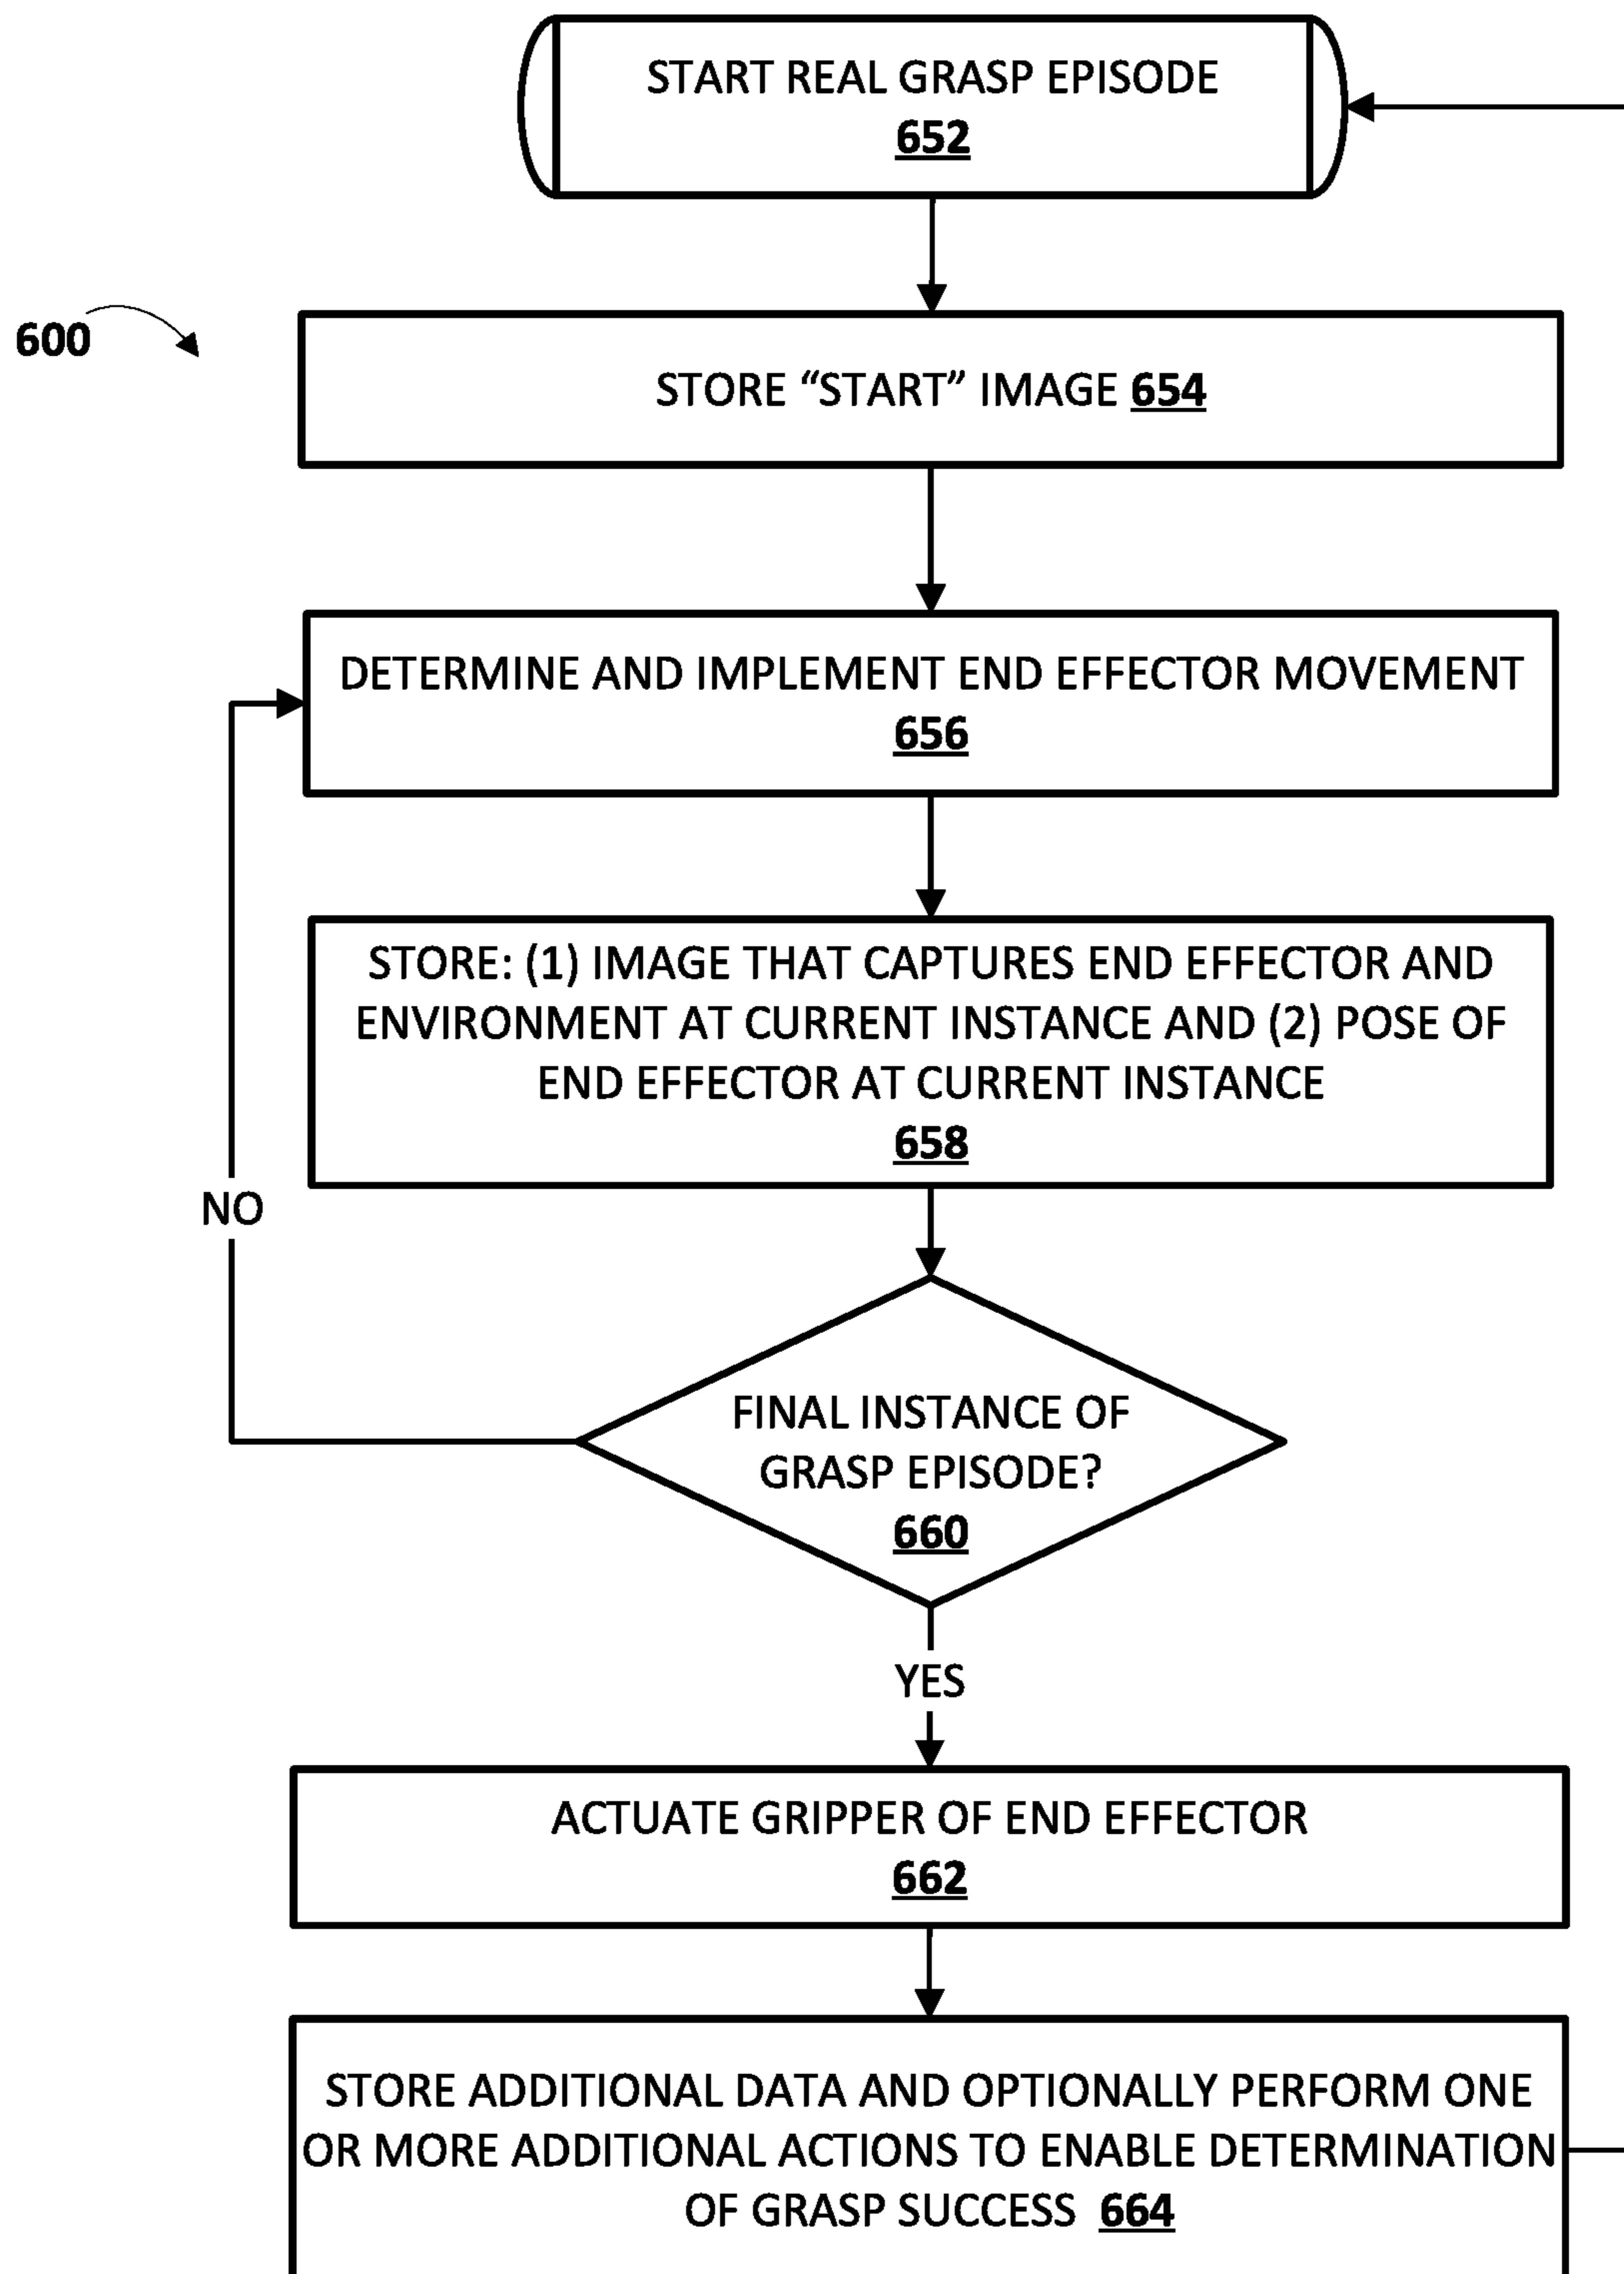 START REAL GRASP EPISODE
652
600
STORE “START” IMAGE 654
DETERMINE AND IMPLEMENT END EFFECTOR MOVEMENT
656
STORE: (1) IMAGE THAT CAPTURES END EFFECTOR AND
ENVIRONMENT AT CURRENT INSTANCE AND (2) POSE OF
END EFFECTOR AT CURRENT INSTANCE
658
NO
FINAL INSTANCE OF
GRASP EPISODE?
660
YES
ACTUATE GRIPPER OF END EFFECTOR
662
STORE ADDITIONAL DATA AND OPTIONALLY PERFORM ONE
OR MORE ADDITIONAL ACTIONS TO ENABLE DETERMINATION
OF GRASP SUCCESS 664